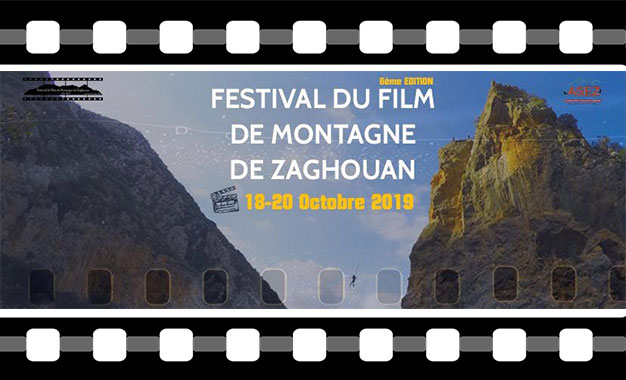 6ème EDITION
FESTIVAL DU FILM
DE MONTAGNE
DE ZAGHOUAN
18-20 Octobre 2019